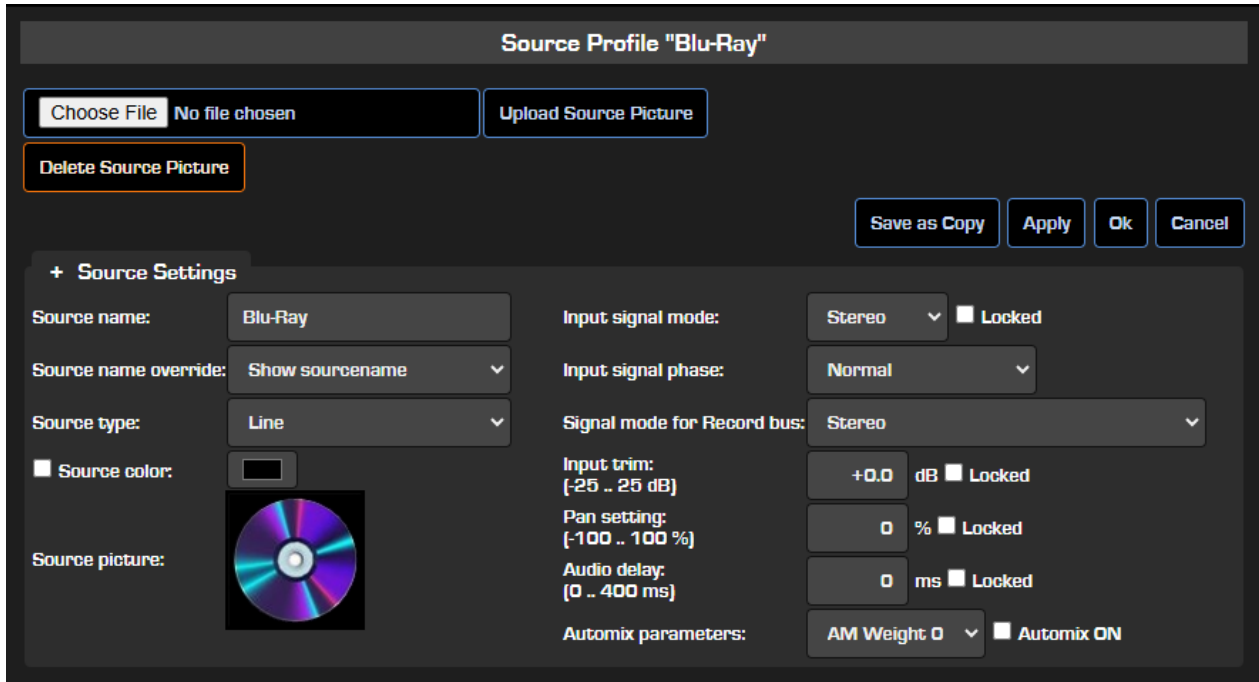 Source Profile "Blu-Ray"
Choose File No file chosen
Upload Source Picture
Delete Source Picture
Save as Copy
Apply
Ok
Cancel
+ Source Settings
Source name:
Blu-Ray
Source name override:
Show sourcename
Source type:
Line
Source color:
Source picture:
Input signal mode:
Stereo
Locked
Input signal phase:
Normal
Signal mode for Record bus:
Stereo
Input trim:
(-25 .. 25 dB)
+0.0 dB
Locked
Pan setting:
(-100 .. 100 %)
0 %
Locked
Audio delay:
(0 .. 400 ms)
0 ms
Locked
Automix parameters:
AM Weight 0
Automix ON